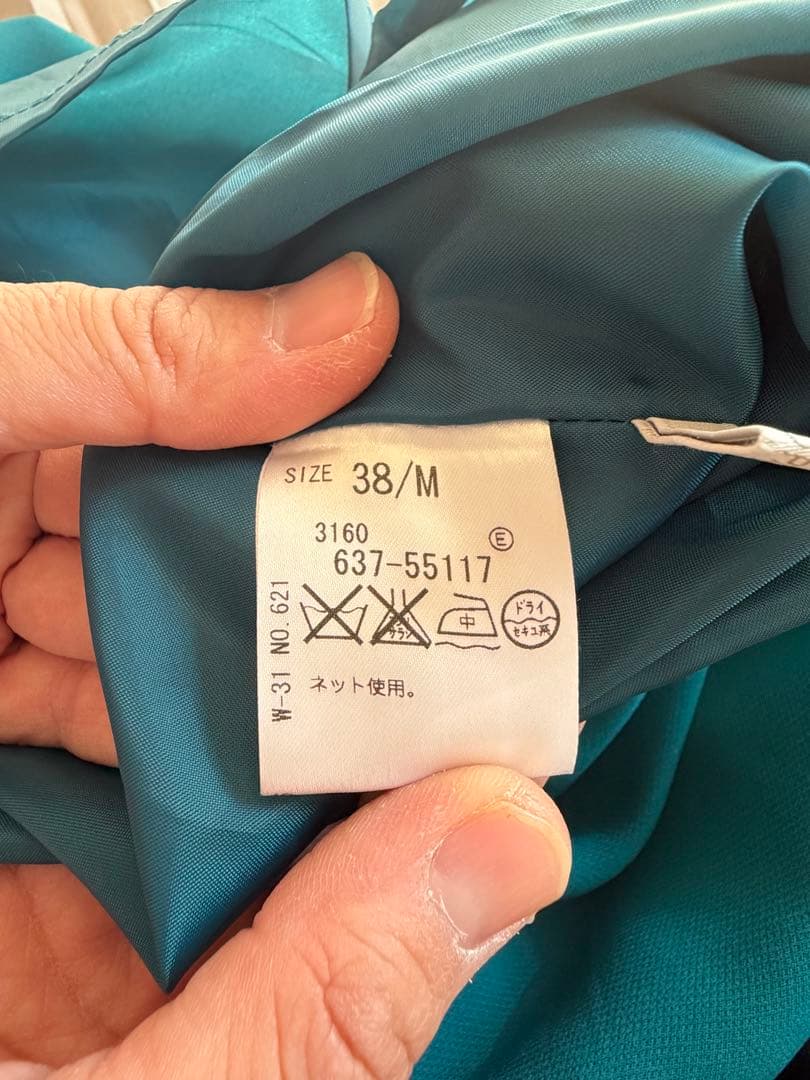 SIZE 38/M
3160
Ⓔ
637-55117
中
ドライ
セキユ系
ネット使用。
W-31 NO.621